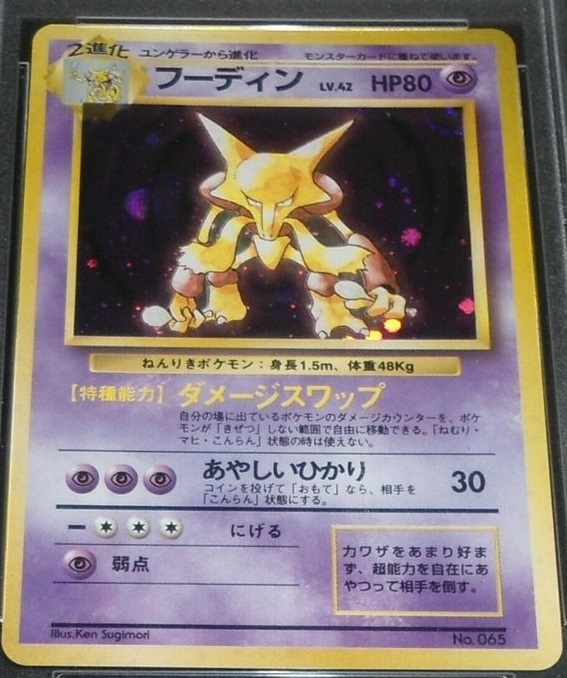 2進化 ユンゲラーから進化 モンスターカードに重ねて使います。
フーディン LV.42 HP80
ねんりきポケモン：身長1.5m、体重48Kg
【特種能力】ダメージスワップ
自分の場に出ているポケモンのダメージカウンターを、ポケ
モンが「きぜつ」しない範囲で自由に移動できる。「ねむり・
マヒ・こんらん」状態の時は使えない。
あやしいひかり 30
コインを投げて「おもて」なら、相手を
「こんらん」状態にする。
ー にげる
弱点
力ワザをあまり好ま
ず、超能力を自在にあ
やつって相手を倒す。
Illus.Ken Sugimori
No.065